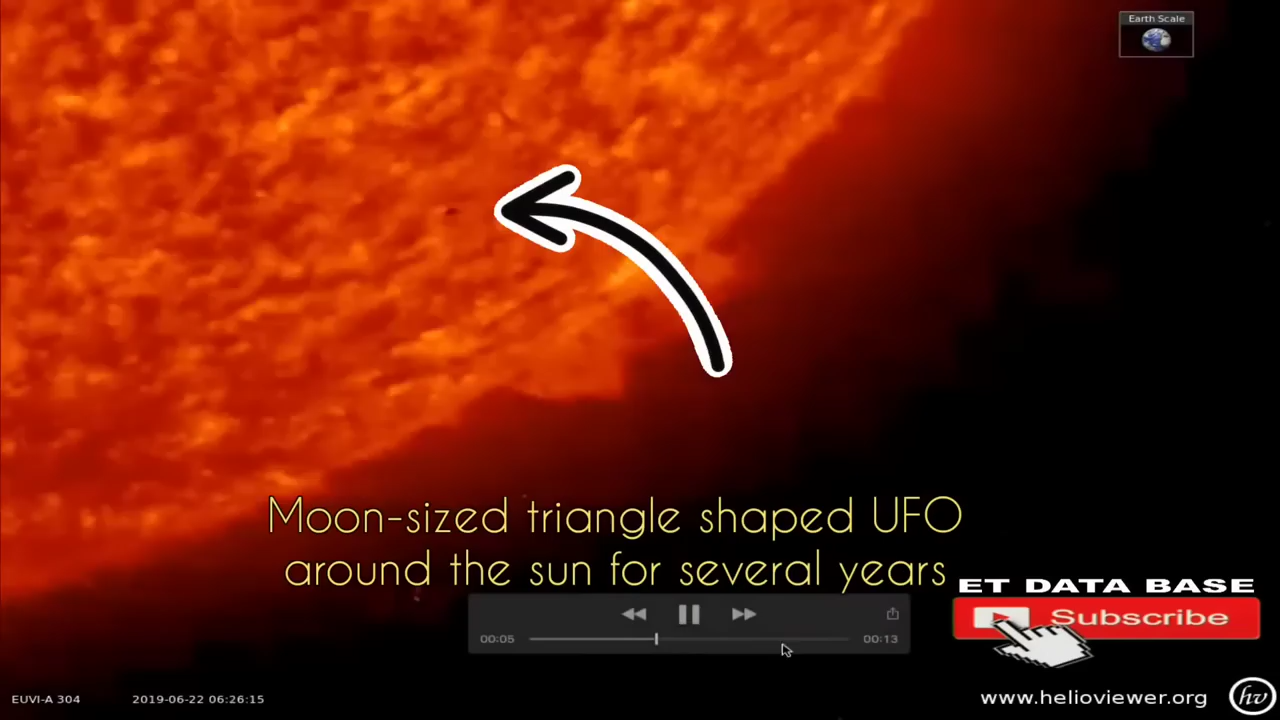 Earth Scale
Moon-sized triangle shaped UFO
around the sun for several years
ET DATA BASE
Subscribe
00:05
00:13
EUVI-A 304
2019-06-22 06:26:15
www.helioviewer.org
hv